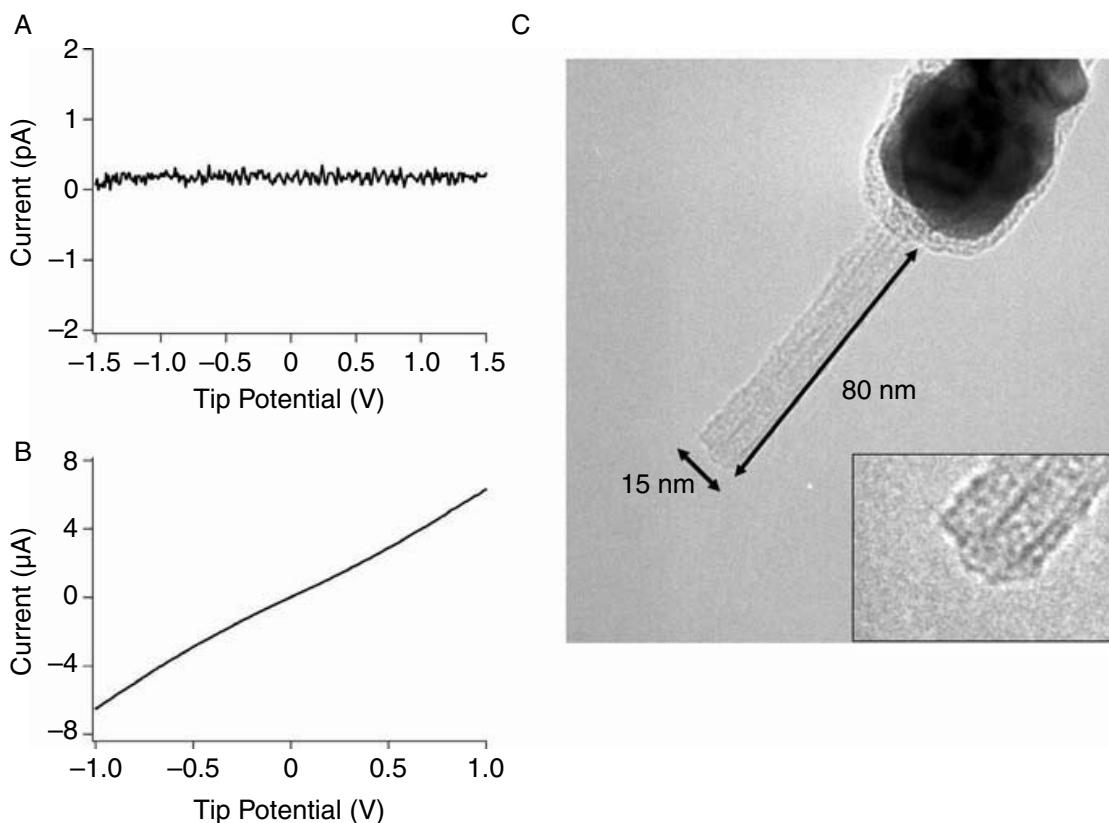 A
2
1
0
−1
−2
Current (pA)
−1.5 −1.0 −0.5 0 0.5 1.0 1.5
Tip Potential (V)
B
8
4
0
−4
−8
Current (µA)
−1.0 −0.5 0 0.5 1.0
Tip Potential (V)
C
80 nm
15 nm